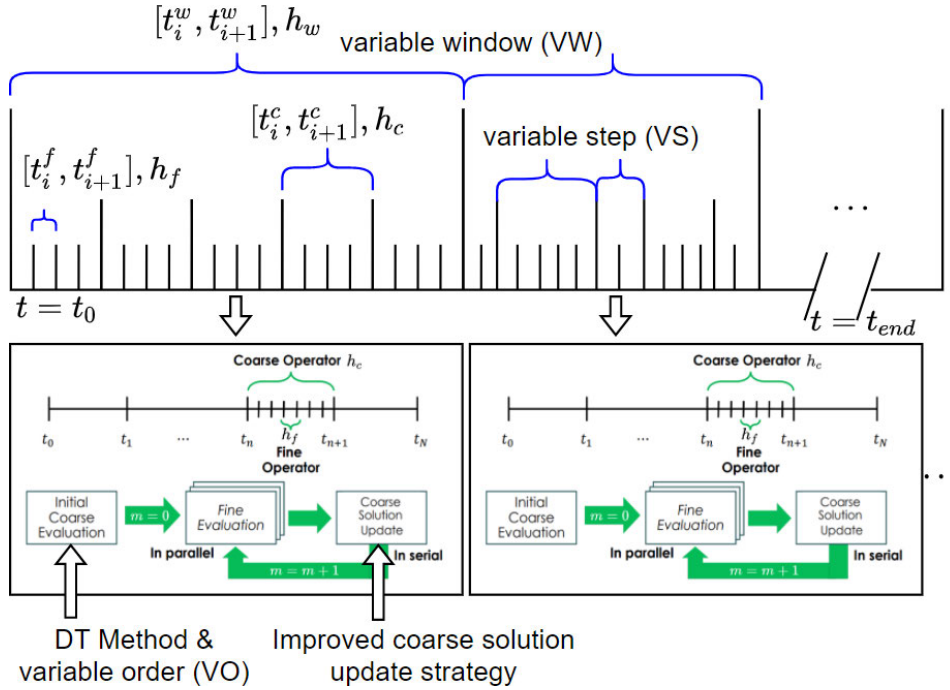 [t_i^w, t_{i+1}^w], h_w
variable window (VW)
[t_i^c, t_{i+1}^c], h_c
variable step (VS)
[t_i^f, t_{i+1}^f], h_f
...
t = t_0
t = t_{end}
Coarse Operator h_c
t_0 t_1 ... t_n h_f t_{n+1} t_N
Fine
Operator
Initial
Coarse
Evaluation
m = 0
Fine
Evaluation
Coarse
Solution
Update
In parallel
In serial
m = m + 1
Coarse Operator h_c
t_0 t_1 ... t_n h_f t_{n+1} t_N
Fine
Operator
Initial
Coarse
Evaluation
m = 0
Fine
Evaluation
Coarse
Solution
Update
In parallel
In serial
m = m + 1
...
DT Method &
variable order (VO)
Improved coarse solution
update strategy